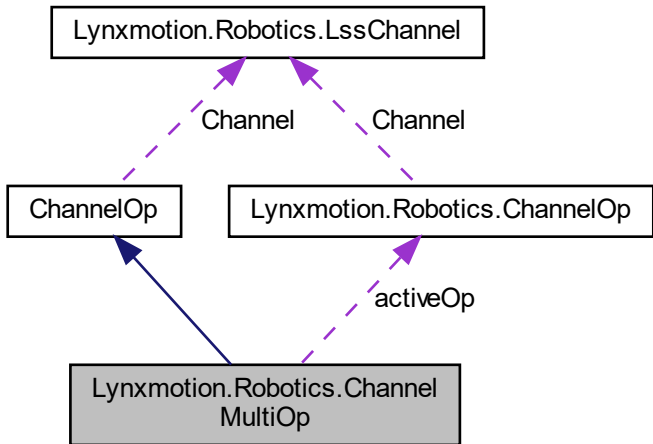 Lynxmotion.Robotics.LssChannel
Channel
Channel
ChannelOp
Lynxmotion.Robotics.ChannelOp
activeOp
Lynxmotion.Robotics.Channel
MultiOp